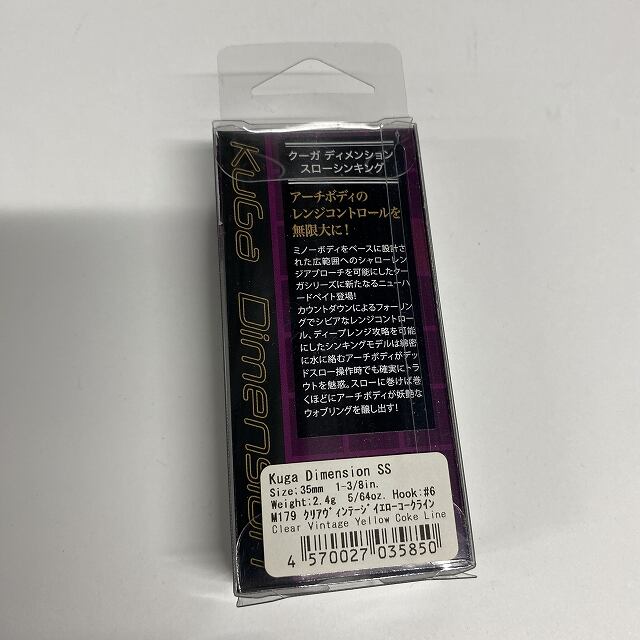 Kuga Dimension
クーガ ディメンション
スローシンキング
アーチボディの
レンジコントロールを
無限大に!
ミノーボディをベースに設計さ
れた広範囲へのシャローレン
ジアプローチを可能にしたクー
ガシリーズに新たなるニューハ
ードベイト登場!
カウントダウンによるフォーリン
グでシビアなレンジコントロー
ル、ディープレンジ攻略を可能
にしたシンキングモデルは綿密
に水に絡むアーチボディがデッ
ドスロー操作時でも確実にトラ
ウトを魅惑。スローに巻けば巻
くほどにアーチボディが妖艶な
ウォブリングを醸し出す!
Kuga Dimension SS
Size:35mm 1-3/8in.
Weight:2.4g 5/64oz. Hook:#6
M179 クリアヴィンテージイエローコークライン
Clear Vintage Yellow Coke Line
4 570027 035850